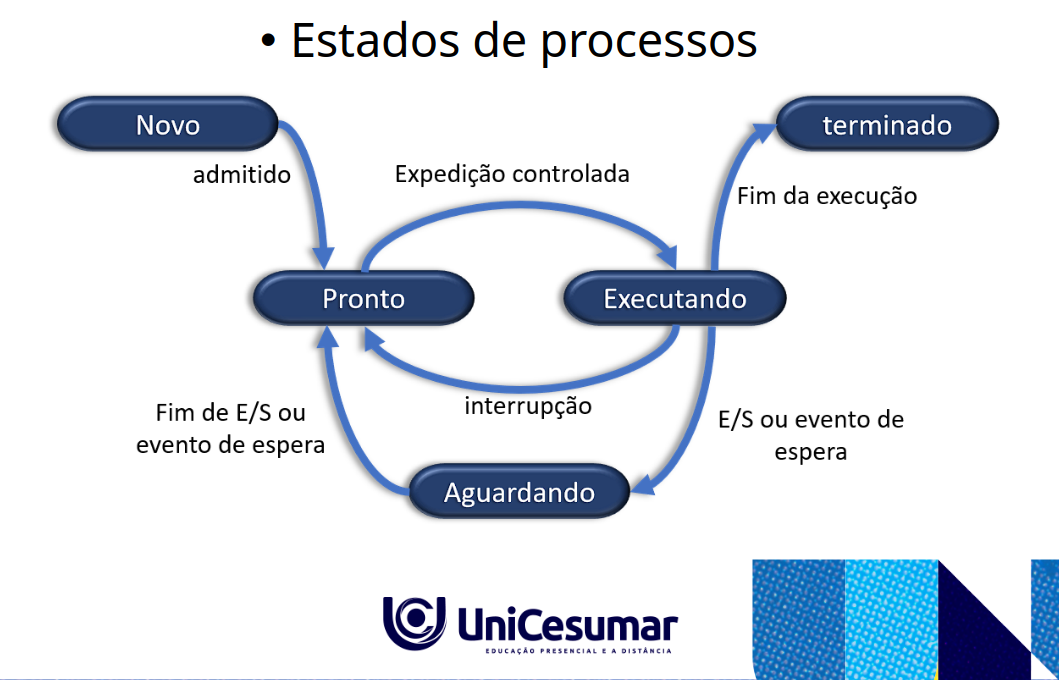 • Estados de processos
Novo
terminado
admitido
Expedição controlada
Fim da execução
Pronto
Executando
interrupção
Fim de E/S ou
evento de espera
E/S ou evento de
espera
Aguardando
UniCesumar
EDUCAÇÃO PRESENCIAL E A DISTÂNCIA